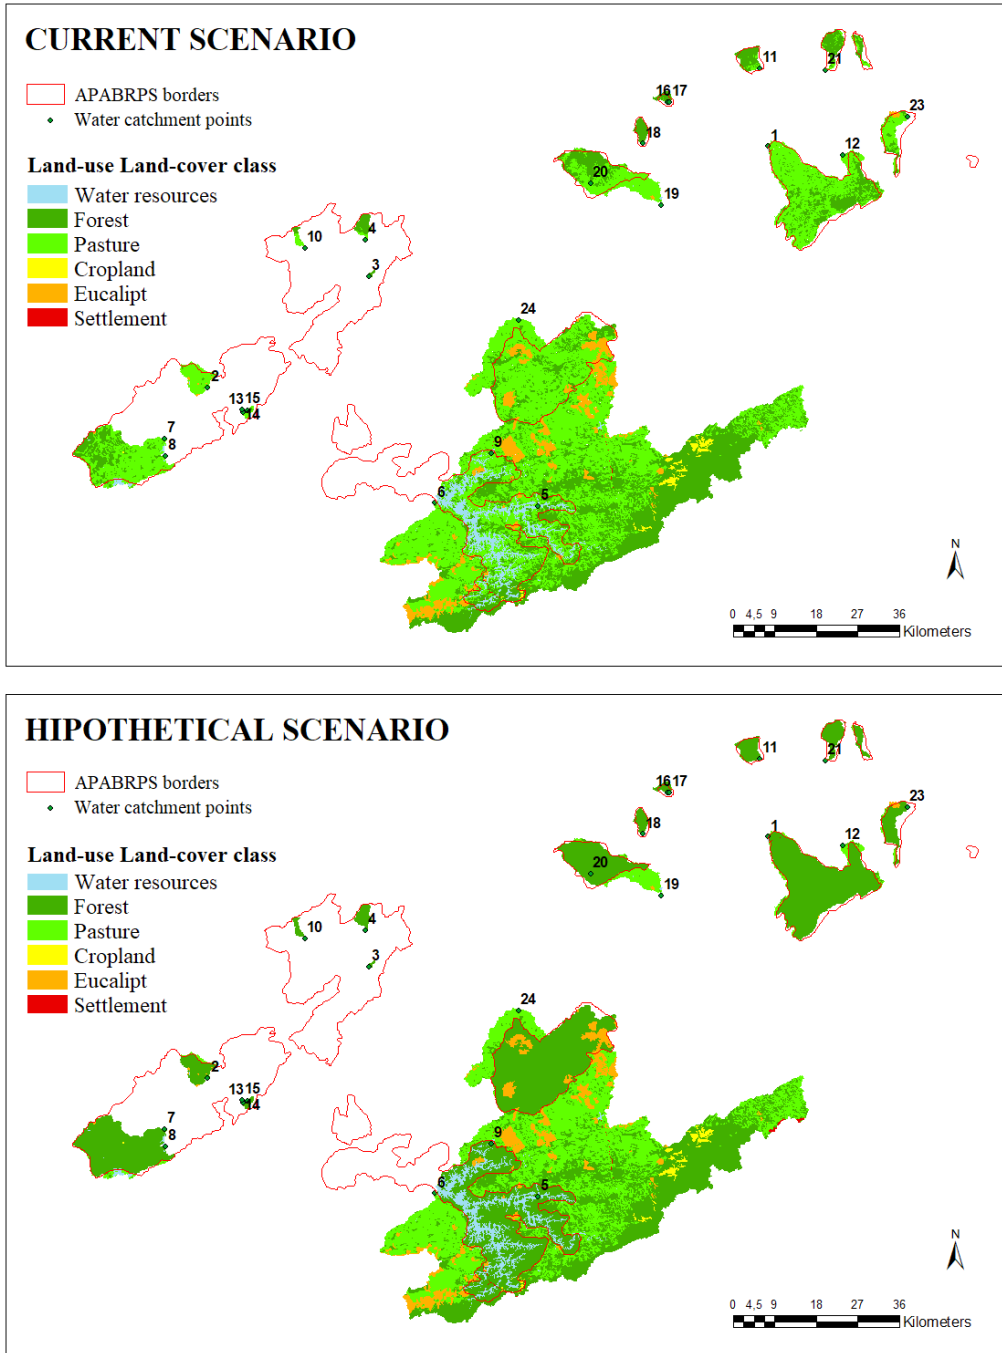 CURRENT SCENARIO
APABRPS borders
Water catchment points
Land-use Land-cover class
Water resources
Forest
Pasture
Cropland
Eucalipt
Settlement
11
21
16 17
23
18
1
12
20
19
10
4
3
24
2
13 15
14
7
8
9
6
5
N
0 4,5 9 18 27 36
Kilometers
HIPOTHETICAL SCENARIO
APABRPS borders
Water catchment points
Land-use Land-cover class
Water resources
Forest
Pasture
Cropland
Eucalipt
Settlement
11
21
16 17
23
18
1
12
20
19
10
4
3
24
2
13 15
14
7
8
9
6
5
N
0 4,5 9 18 27 36
Kilometers